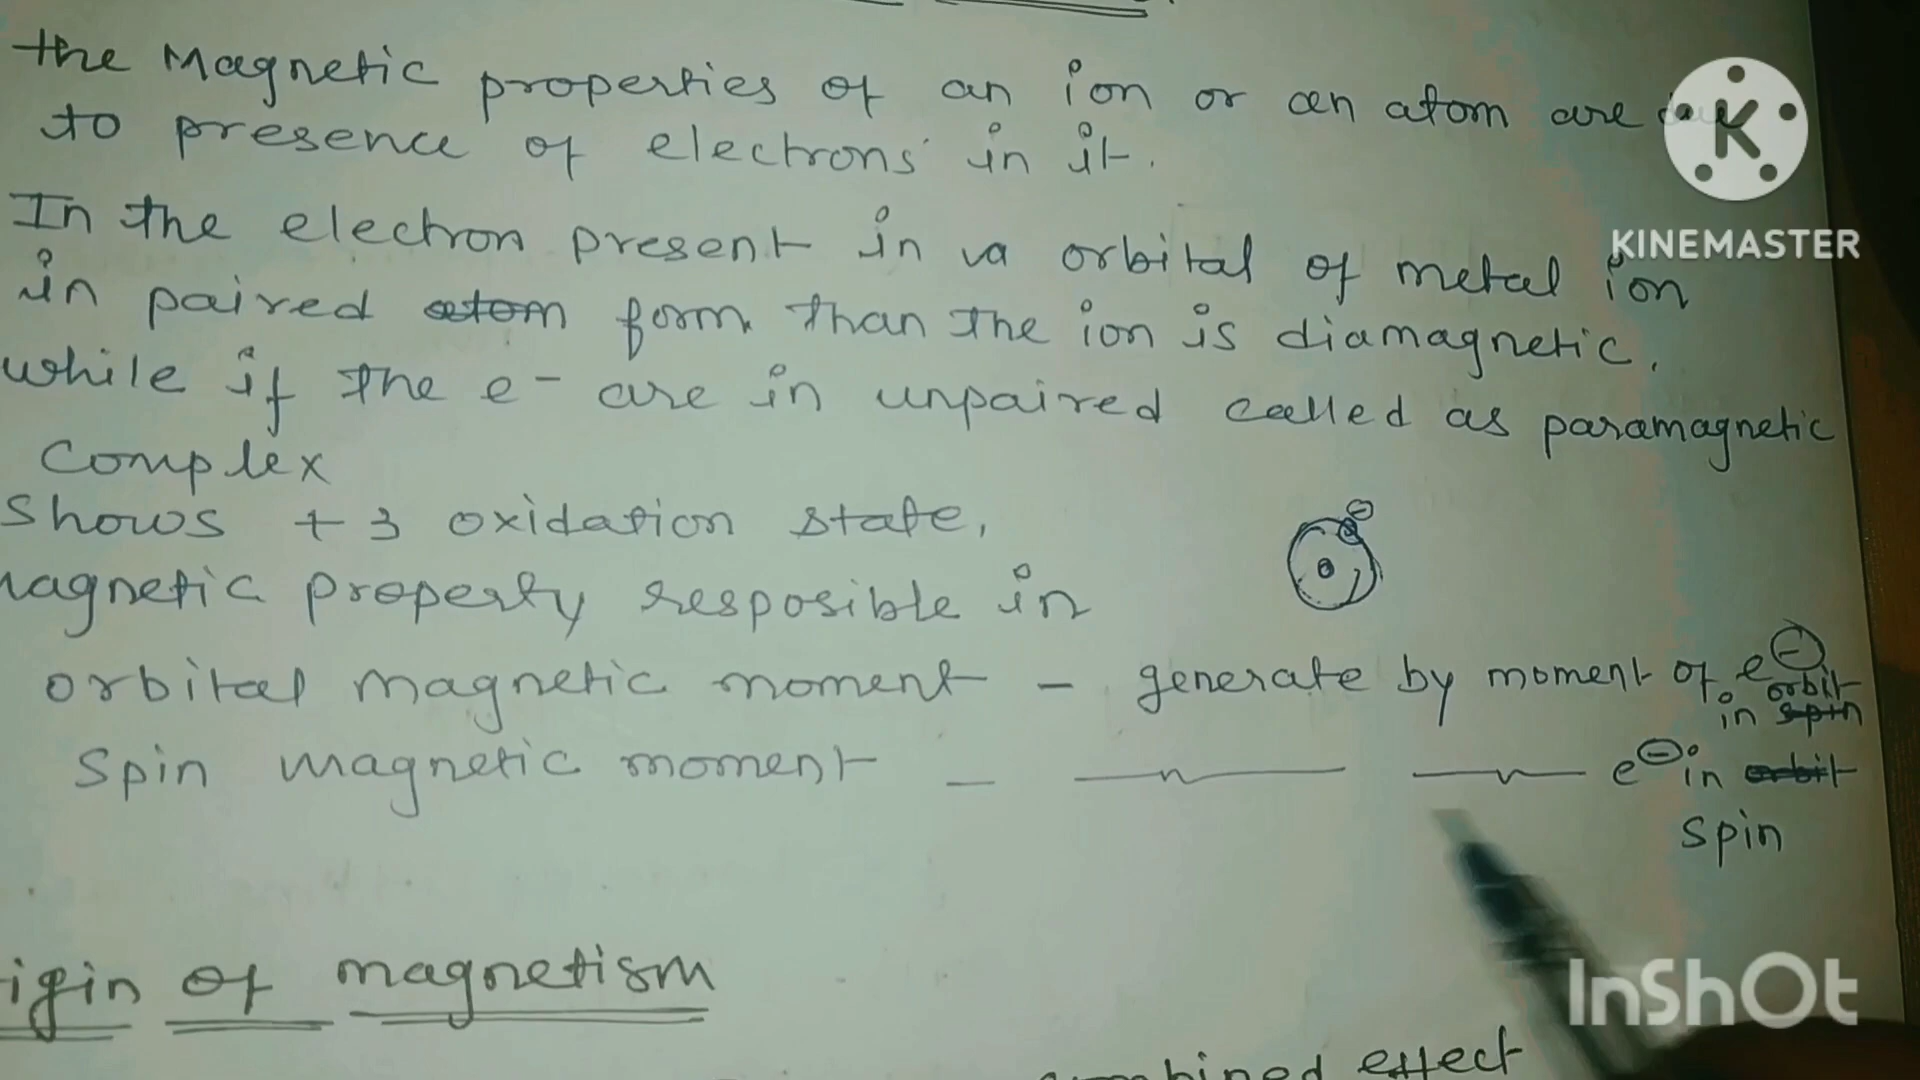 the Magnetic properties of an ion or an atom are
to presence of electrons in it.
In the electron present in a orbital of metal ion
in paired atom form than the ion is diamagnetic.
while if the e- are in unpaired called as paramagnetic
complex
Shows +3 oxidation state,
magnetic property resposible in
orbital magnetic moment - generate by moment of e-
in spin orbit
Spin magnetic moment - — " — — " — e- in orbit
spin
igin of magnetism
effect
K
KINEMASTER
InShOt